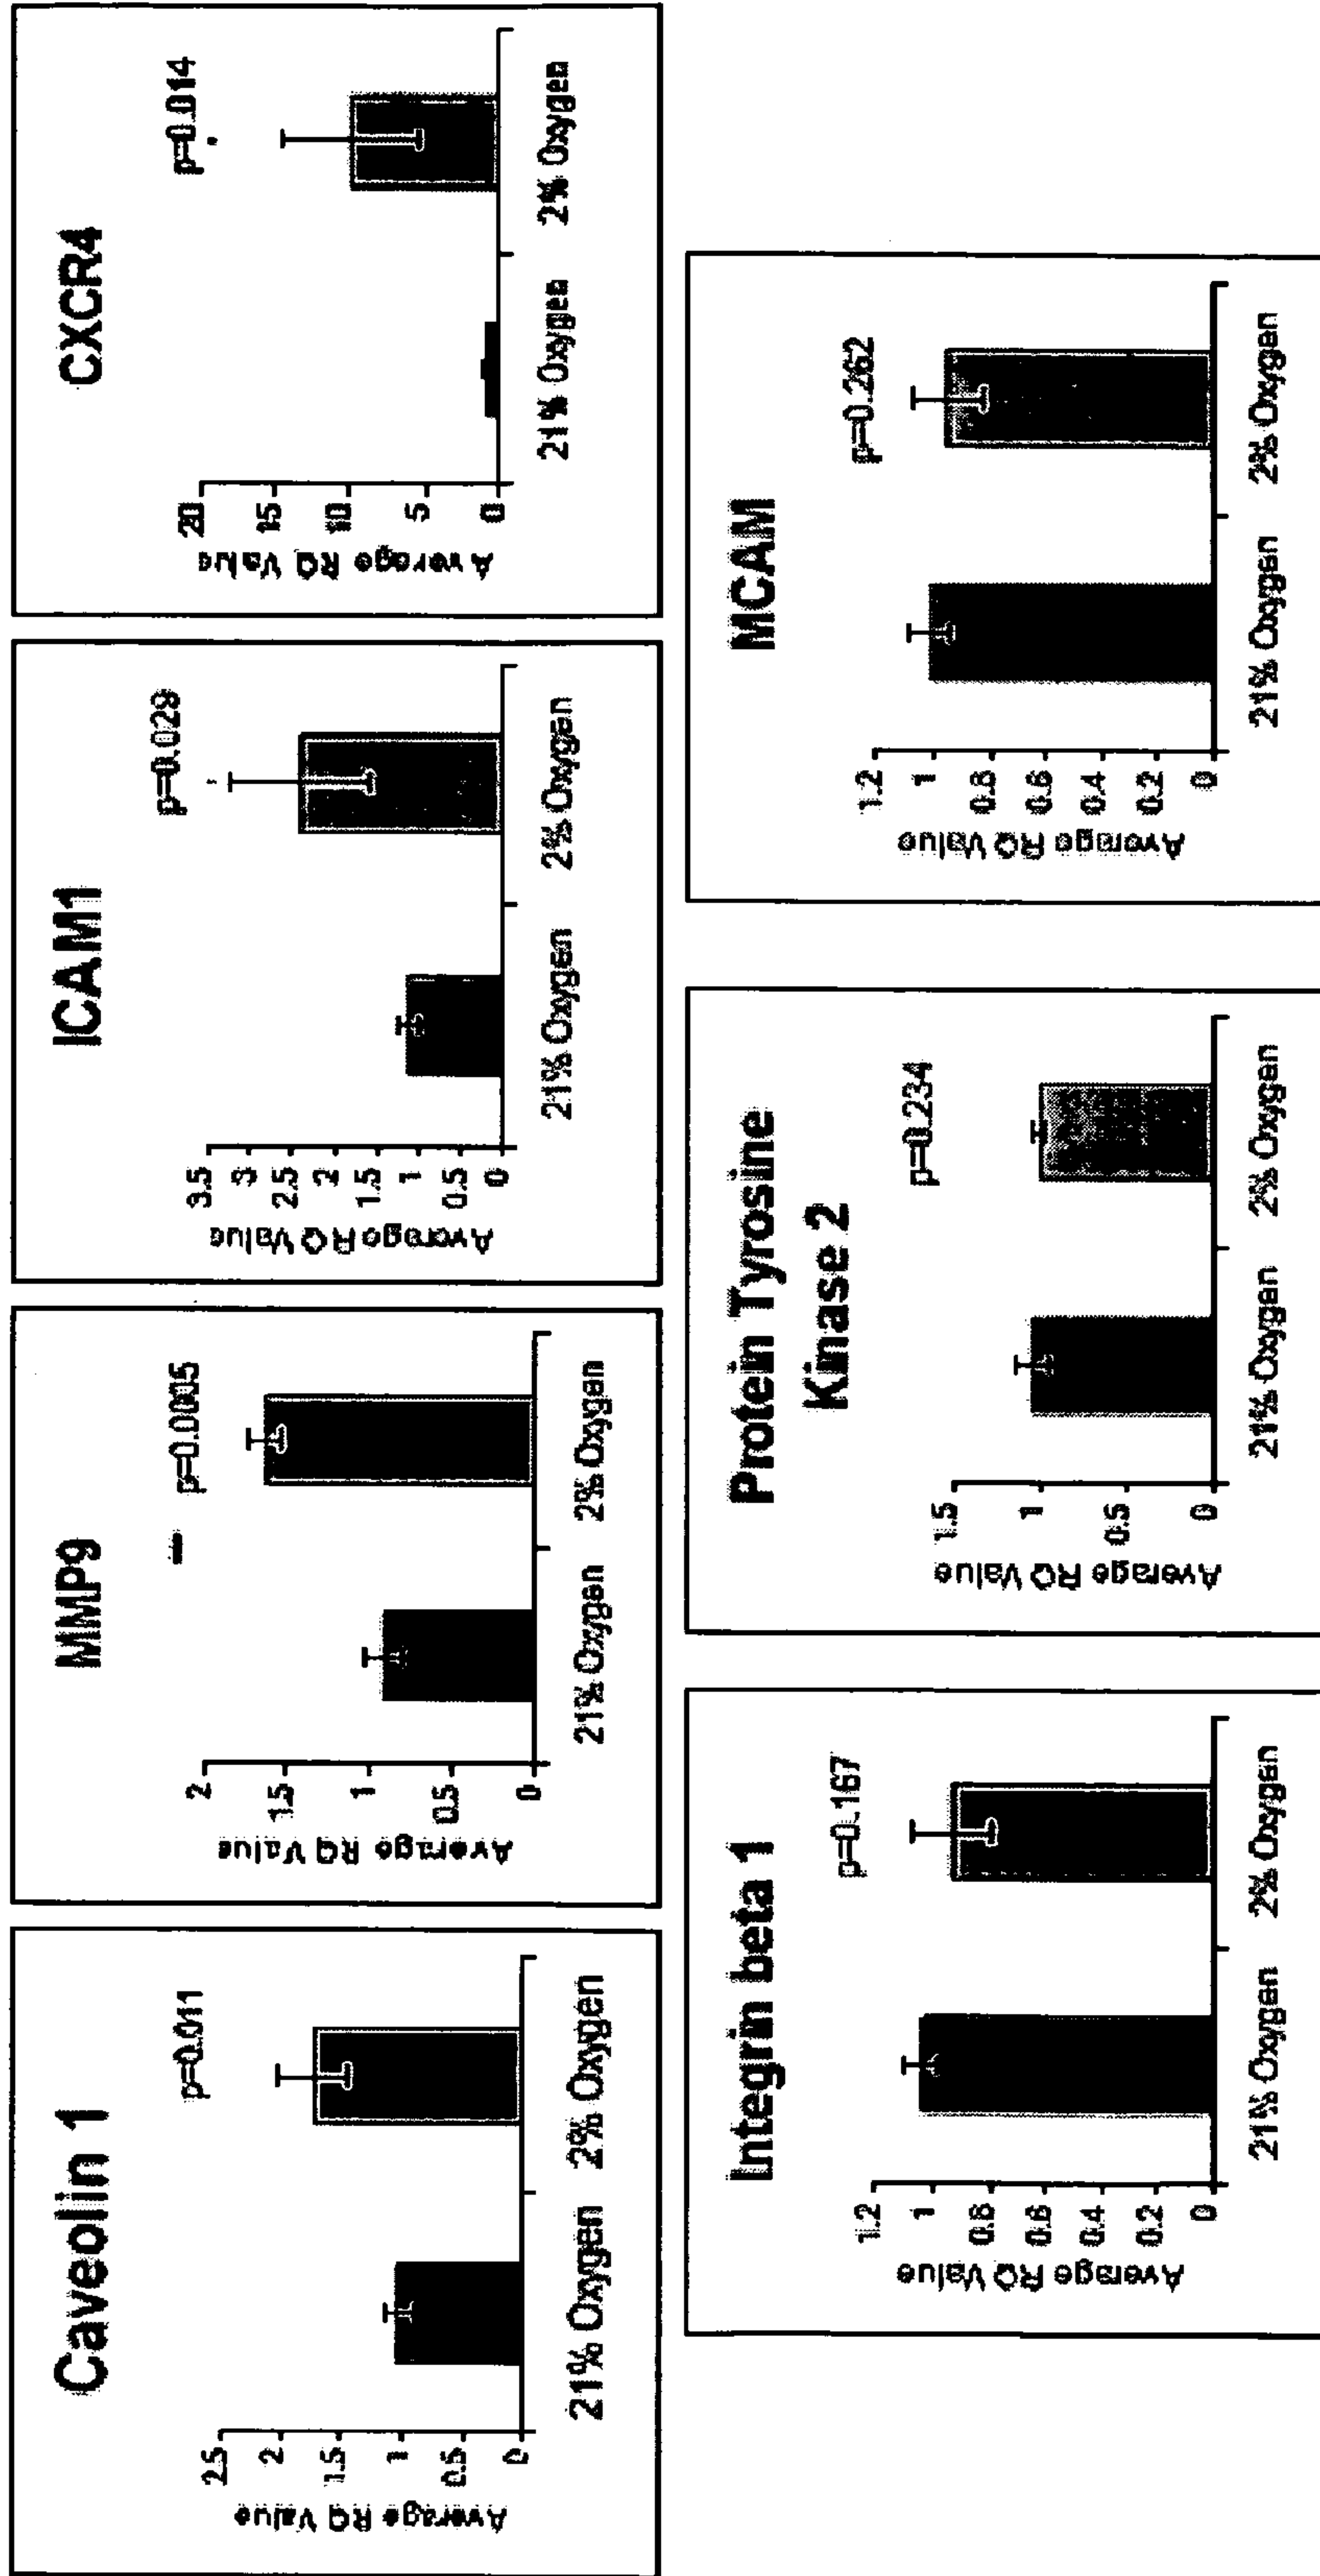 Caveolin 1
p=0.011
Average RQ Value
2.5
2
1.5
1
0.5
0
21% Oxygen 2% Oxygen
MMP9
p=0.0005
Average RQ Value
2
1.5
1
0.5
0
21% Oxygen 2% Oxygen
ICAM1
p=0.029
Average RQ Value
3.5
3
2.5
2
1.5
1
0.5
0
21% Oxygen 2% Oxygen
CXCR4
p=0.014
Average RQ Value
20
15
10
5
0
21% Oxygen 2% Oxygen
Integrin beta 1
p=0.167
Average RQ Value
1.2
1
0.8
0.6
0.4
0.2
0
21% Oxygen 2% Oxygen
Protein Tyrosine
Kinase 2
p=0.234
Average RQ Value
1.5
1
0.5
0
21% Oxygen 2% Oxygen
MCAM
p=0.262
Average RQ Value
1.2
1
0.8
0.6
0.4
0.2
0
21% Oxygen 2% Oxygen